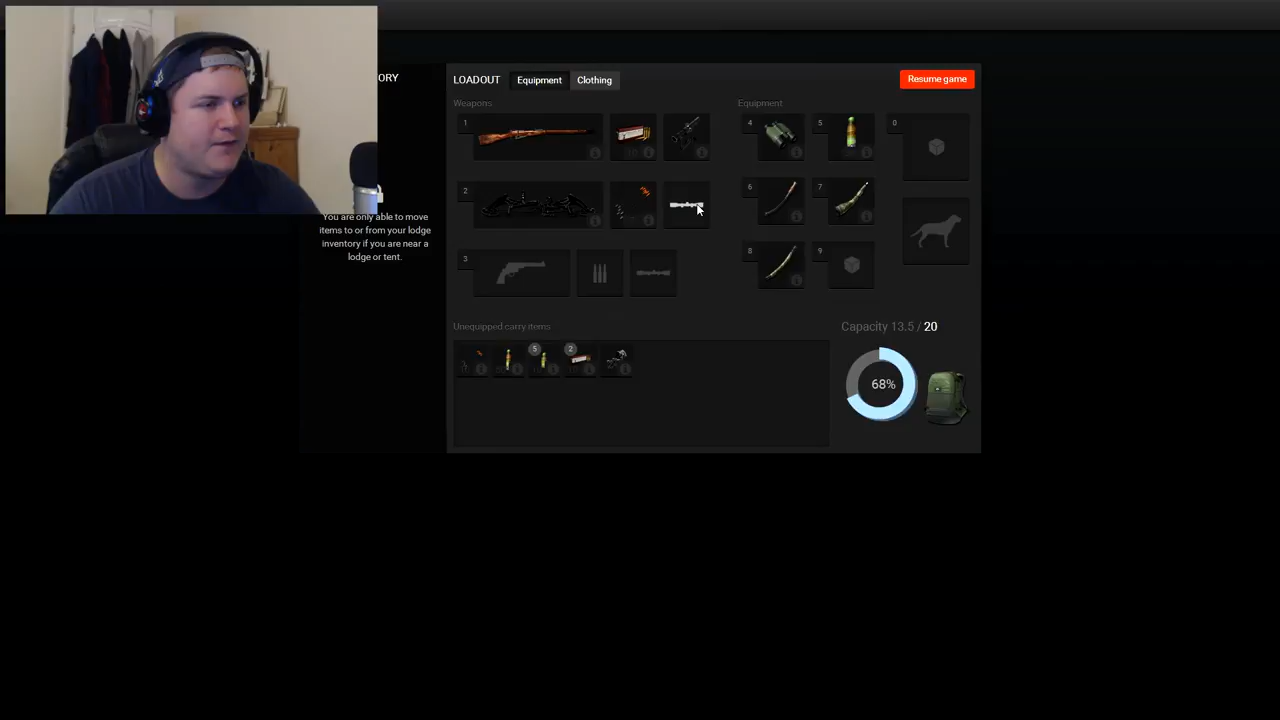 ORY
LOADOUT Equipment Clothing Resume game
Weapons Equipment
1 4 5 0
10
2 6 7
3 8 9
You are only able to move
items to or from your lodge
inventory if you are near a
lodge or tent.
Unequipped carry items Capacity 13.5 / 20
5 2
68%